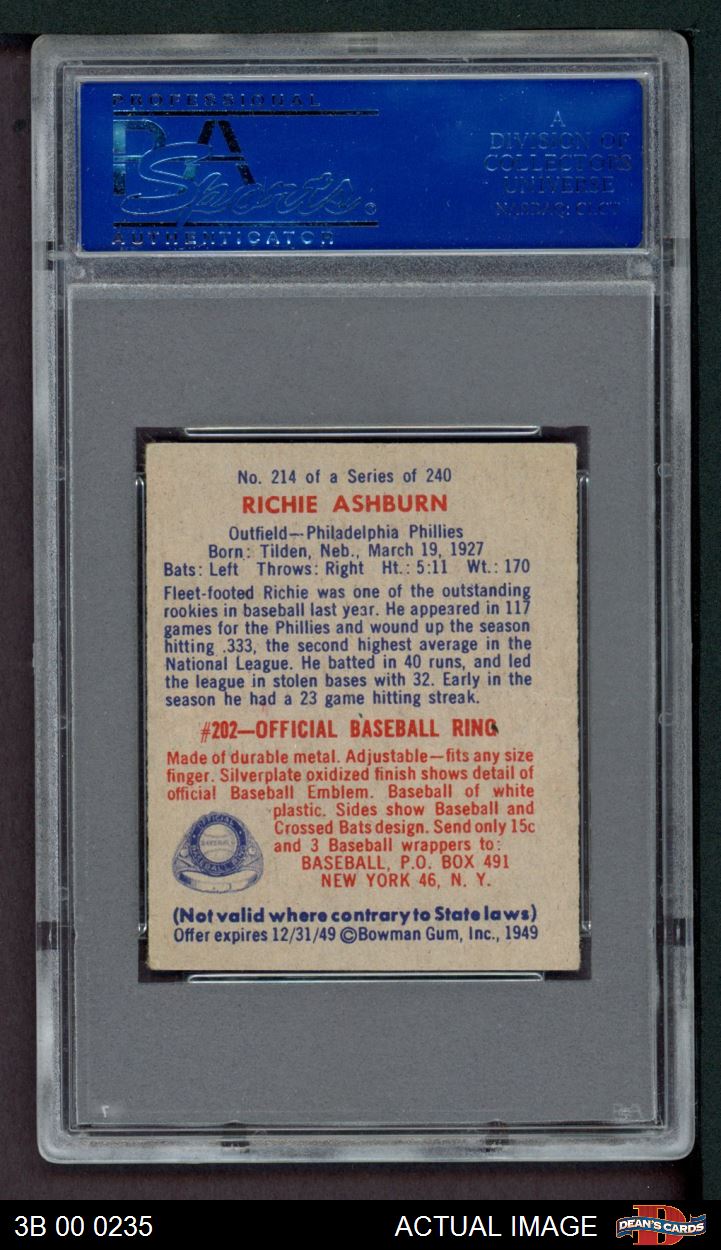 PROFESSIONAL
PSA
Sports
AUTHENTICATOR
A
DIVISION OF
COLLECTORS
UNIVERSE
NASDAQ: CLCT
No. 214 of a Series of 240
RICHIE ASHBURN
Outfield—Philadelphia Phillies
Born: Tilden, Neb., March 19, 1927
Bats: Left Throws: Right Ht.: 5:11 Wt.: 170
Fleet-footed Richie was one of the outstanding
rookies in baseball last year. He appeared in 117
games for the Phillies and wound up the season
hitting .333, the second highest average in the
National League. He batted in 40 runs, and led
the league in stolen bases with 32. Early in the
season he had a 23 game hitting streak.
#202—OFFICIAL BASEBALL RING
Made of durable metal. Adjustable—fits any size
finger. Silverplate oxidized finish shows detail of
official Baseball Emblem. Baseball of white
plastic. Sides show Baseball and
Crossed Bats design. Send only 15c
and 3 Baseball wrappers to:
BASEBALL, P.O. BOX 491
NEW YORK 46, N. Y.
OFFICIAL
BASEBALL
BASEBALL RING
(Not valid where contrary to State laws)
Offer expires 12/31/49 ©Bowman Gum, Inc., 1949
3B 00 0235
ACTUAL IMAGE
D
DEAN'S CARDS